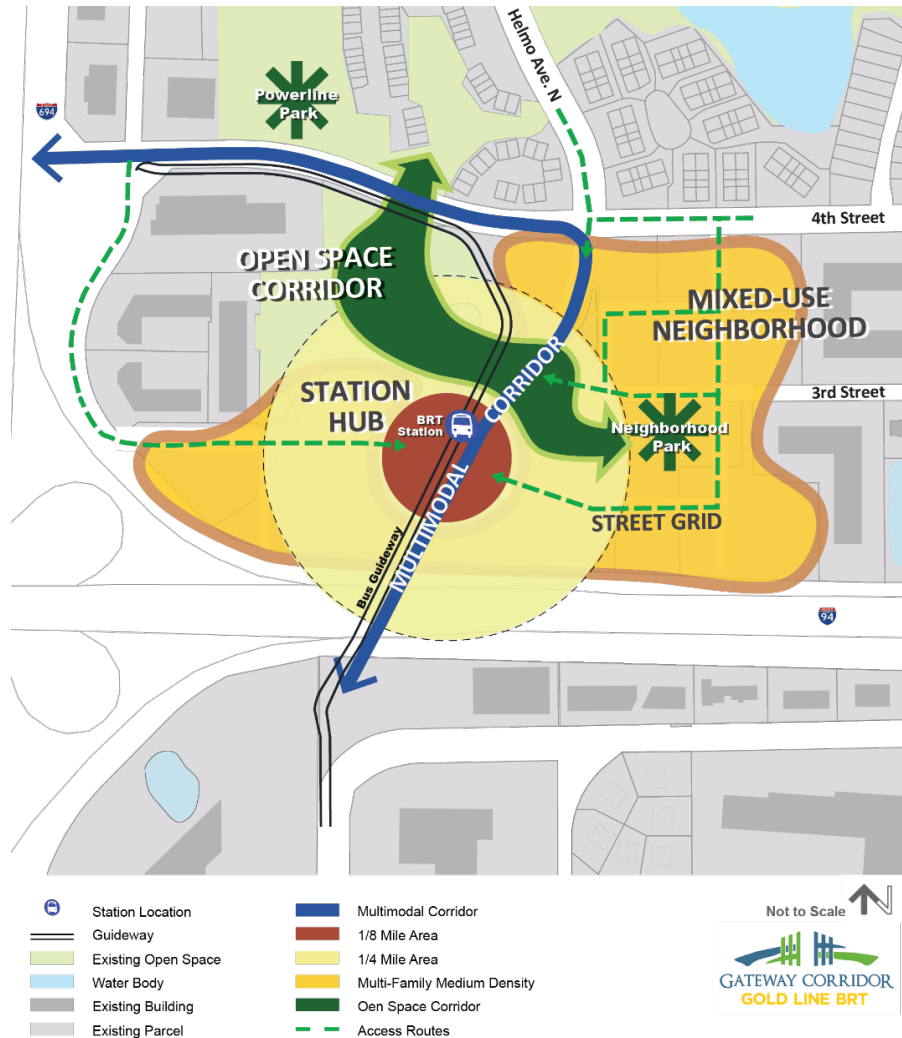 Helmo Ave. N
694
Powerline
Park
4th Street
OPEN SPACE
CORRIDOR
MIXED-USE
NEIGHBORHOOD
3rd Street
STATION
HUB
BRT
Station
MULTIMODAL CORRIDOR
Neighborhood
Park
STREET GRID
Bus Guideway
94
Station Location
Guideway
Existing Open Space
Water Body
Existing Building
Existing Parcel
Multimodal Corridor
1/8 Mile Area
1/4 Mile Area
Multi-Family Medium Density
Oen Space Corridor
Access Routes
Not to Scale
N
GATEWAY CORRIDOR
GOLD LINE BRT